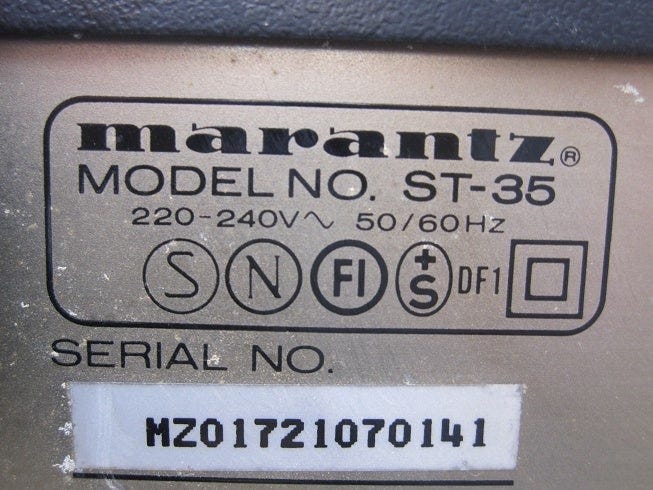 marantz®
MODEL NO. ST-35
220-240V∿ 50/60Hz
S N FI +S DF1
SERIAL NO.
MZ01721070141